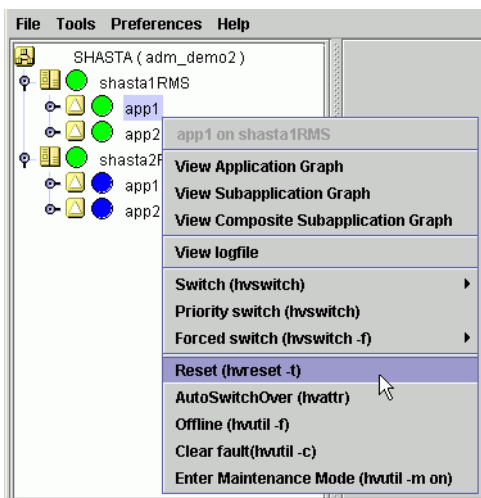 File Tools Preferences Help
SHASTA ( adm_demo2 )
shasta1RMS
app1
app2
shasta2
app1
app2
app1 on shasta1RMS
View Application Graph
View Subapplication Graph
View Composite Subapplication Graph
View logfile
Switch (hvswitch)
Priority switch (hvswitch)
Forced switch (hvswitch -f)
Reset (hvreset -t)
AutoSwitchOver (hvattr)
Offline (hvutil -f)
Clear fault(hvutil -c)
Enter Maintenance Mode (hvutil -m on)